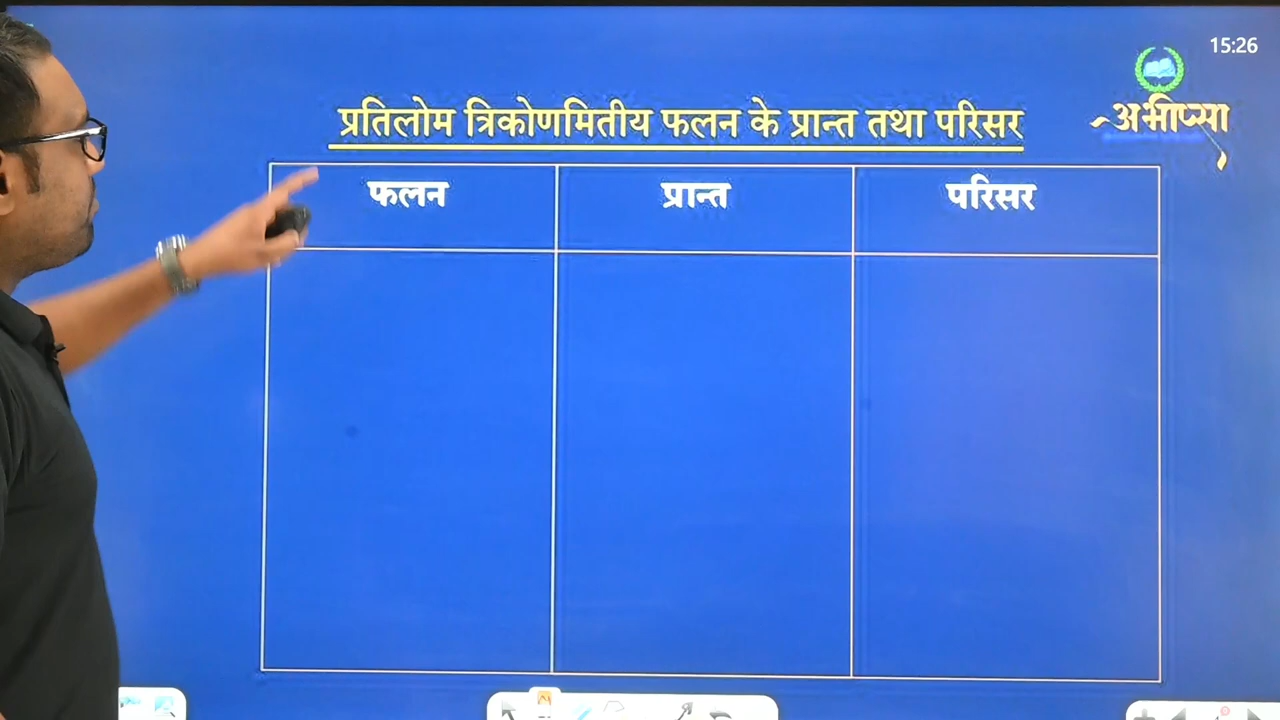 15:26
अभीप्सा
प्रतिलोम त्रिकोणमितीय फलन के प्रान्त तथा परिसर
फलन प्रान्त परिसर